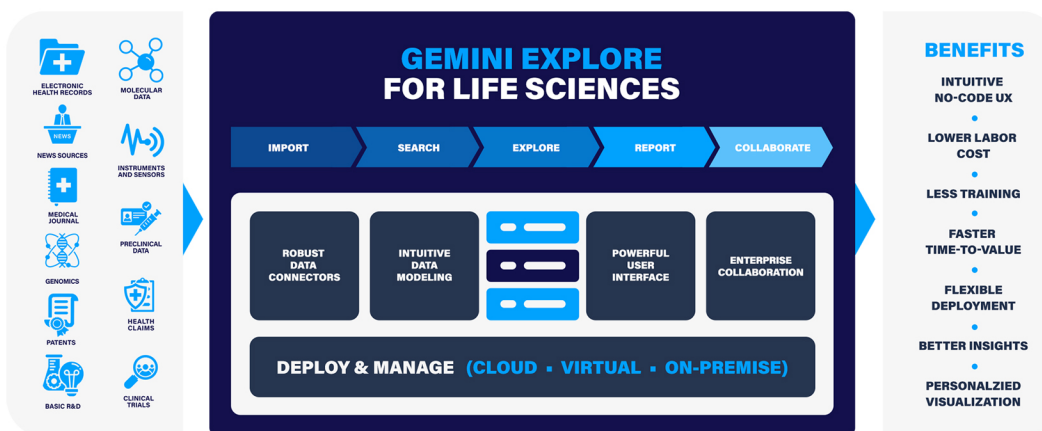 ELECTRONIC
HEALTH RECORDS
NEWS
NEWS SOURCES
MEDICAL
JOURNAL
GENOMICS
PATENTS
BASIC R&D
MOLECULAR
DATA
INSTRUMENTS
AND SENSORS
PRECLINICAL
DATA
HEALTH
CLAIMS
CLINICAL
TRIALS
GEMINI EXPLORE
FOR LIFE SCIENCES
IMPORT
SEARCH
EXPLORE
REPORT
COLLABORATE
ROBUST
DATA
CONNECTORS
INTUITIVE
DATA
MODELING
POWERFUL
USER
INTERFACE
ENTERPRISE
COLLABORATION
DEPLOY & MANAGE (CLOUD ▪ VIRTUAL ▪ ON-PREMISE)
BENEFITS
INTUITIVE
NO-CODE UX
LOWER LABOR
COST
LESS TRAINING
FASTER
TIME-TO-VALUE
FLEXIBLE
DEPLOYMENT
BETTER INSIGHTS
PERSONALZIED
VISUALIZATION